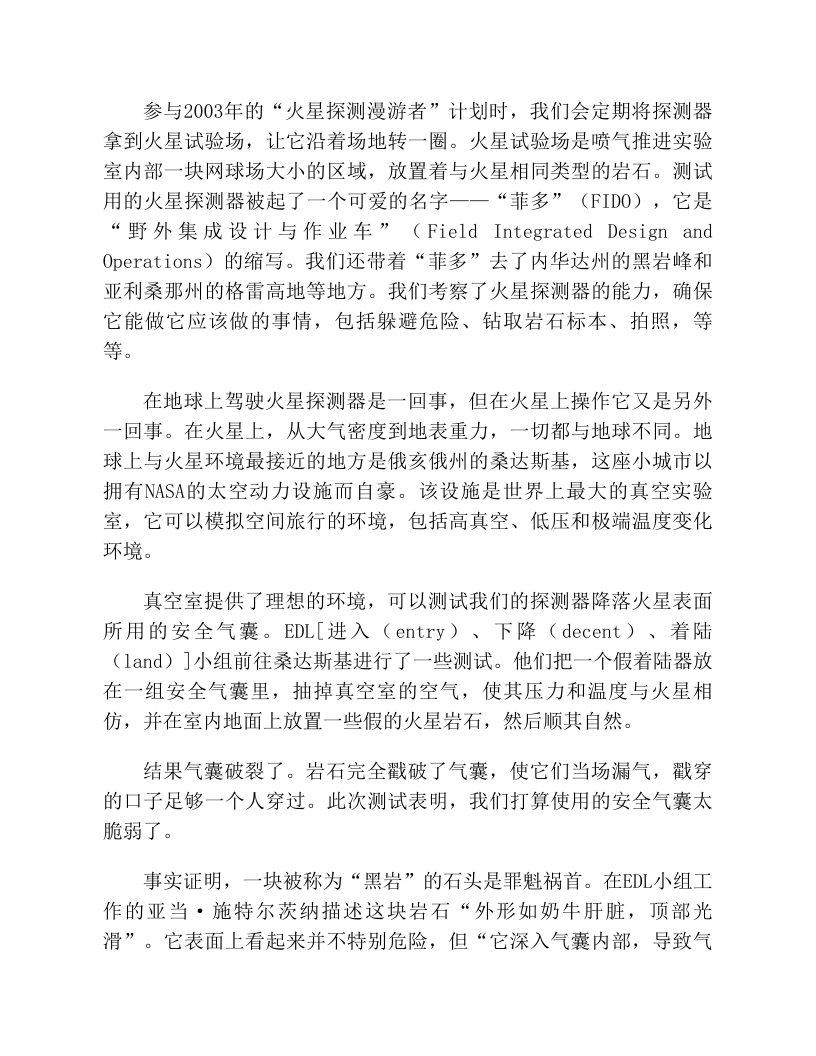 参与2003年的“火星探测漫游者”计划时，我们会定期将探测器
拿到火星试验场，让它沿着场地转一圈。火星试验场是喷气推进实验
室内部一块网球场大小的区域，放置着与火星相同类型的岩石。测试
用的火星探测器被起了一个可爱的名字——“菲多”（FIDO），它是
“野外集成设计与作业车”（Field Integrated Design and
Operations）的缩写。我们还带着“菲多”去了内华达州的黑岩峰和
亚利桑那州的格雷高地等地方。我们考察了火星探测器的能力，确保
它能做它应该做的事情，包括躲避危险、钻取岩石标本、拍照，等
等。
在地球上驾驶火星探测器是一回事，但在火星上操作它又是另外
一回事。在火星上，从大气密度到地表重力，一切都与地球不同。地
球上与火星环境最接近的地方是俄亥俄州的桑达斯基，这座小城市以
拥有NASA的太空动力设施而自豪。该设施是世界上最大的真空实验
室，它可以模拟空间旅行的环境，包括高真空、低压和极端温度变化
环境。
真空室提供了理想的环境，可以测试我们的探测器降落火星表面
所用的安全气囊。EDL[进入（entry）、下降（decent）、着陆
（land）]小组前往桑达斯基进行了一些测试。他们把一个假着陆器放
在一组安全气囊里，抽掉真空室的空气，使其压力和温度与火星相
仿，并在室内地面上放置一些假的火星岩石，然后顺其自然。
结果气囊破裂了。岩石完全戳破了气囊，使它们当场漏气，戳穿
的口子足够一个人穿过。此次测试表明，我们打算使用的安全气囊太
脆弱了。
事实证明，一块被称为“黑岩”的石头是罪魁祸首。在EDL小组工
作的亚当·施特尔茨纳描述这块岩石“外形如奶牛肝脏，顶部光
滑”。它表面上看起来并不特别危险，但“它深入气囊内部，导致气